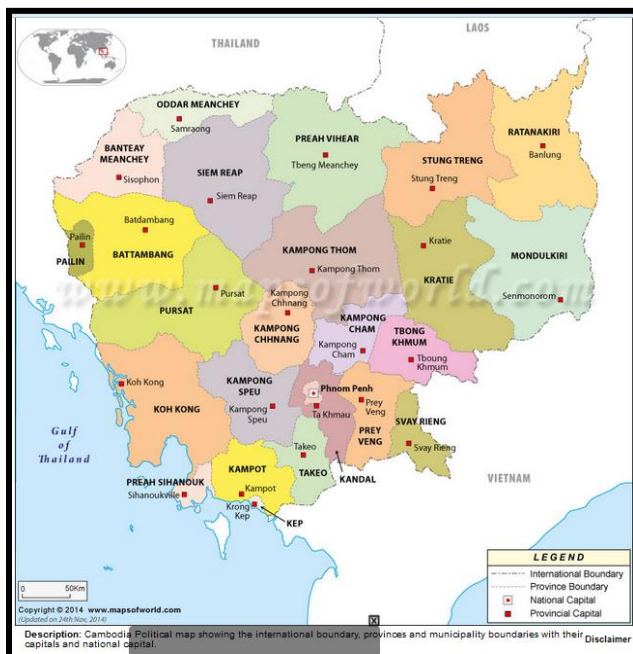 LAOS
THAILAND
ODDAR MEANCHEY
Samraong
BANTEAY
MEANCHEY
Sisophon
SIEM REAP
Siem Reap
PREAH VIHEAR
Tbeng Meanchey
STUNG TRENG
Stung Treng
RATANAKIRI
Banlung
Batdambang
BATTAMBANG
Pailin
PAILIN
KAMPONG THOM
Kampong Thom
Kratie
KRATIE
MONDULKIRI
Senmonorom
www.mapsofworld.com
Pursat
PURSAT
Kampong
Chhnang
KAMPONG
CHHNANG
KAMPONG
CHAM
Kampong
Cham
TBONG
KHMUM
Tboung
Khmum
Koh Kong
KOH KONG
KAMPONG
SPEU
Kampong
Speu
Phnom Penh
Ta Khmau
Prey
Veng
PREY
VENG
SVAY RIENG
Svay Rieng
KANDAL
Gulf
of
Thailand
PREAH SIHANOUK
Sihanoukville
KAMPOT
Kampot
Takeo
TAKEO
Krong
Kep
KEP
VIETNAM
LEGEND
International Boundary
Province Boundary
National Capital
Provincial Capital
0 50Km
Copyright © 2014 www.mapsofworld.com
(Updated on 24th Nov, 2014)
X
Description: Cambodia Political map showing the international boundary, provinces and municipality boundaries with their
capitals and national capital.
Disclaimer